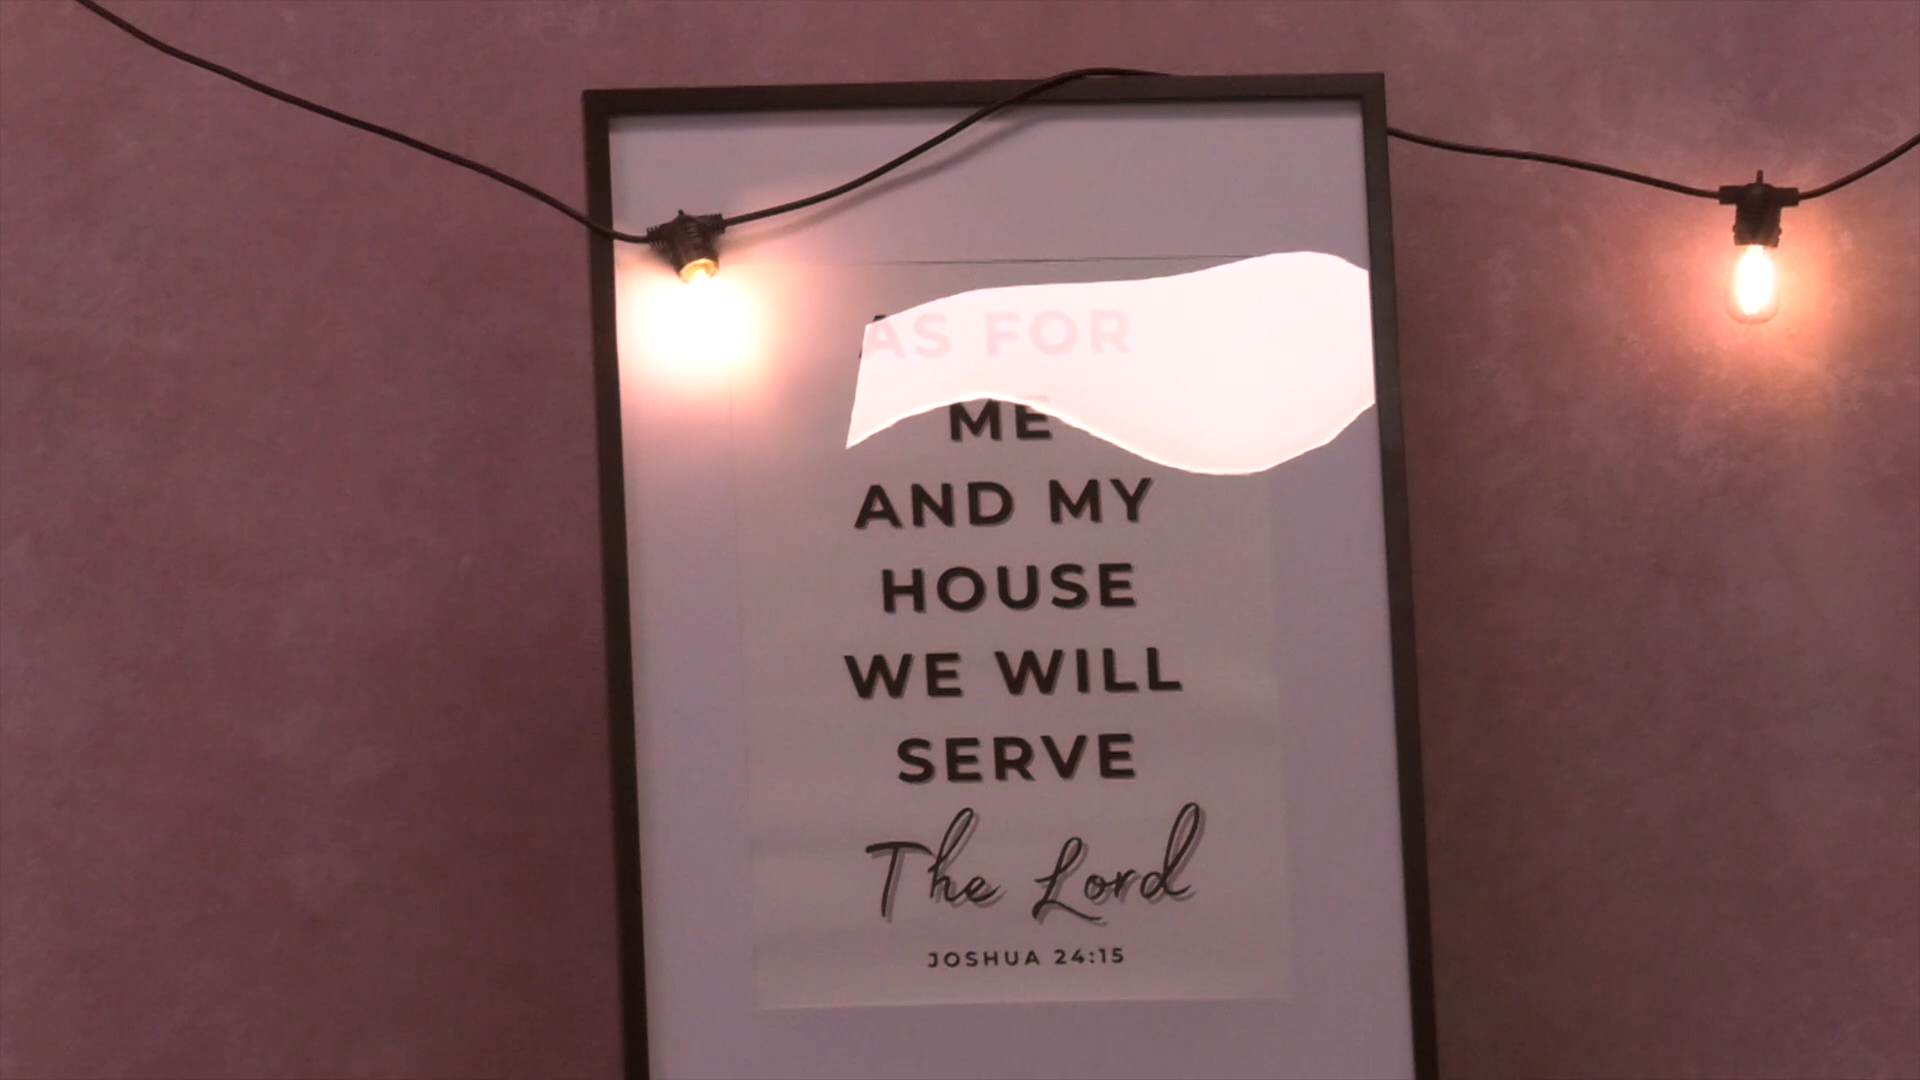 AS FOR
ME
AND MY
HOUSE
WE WILL
SERVE
The Lord
JOSHUA 24:15